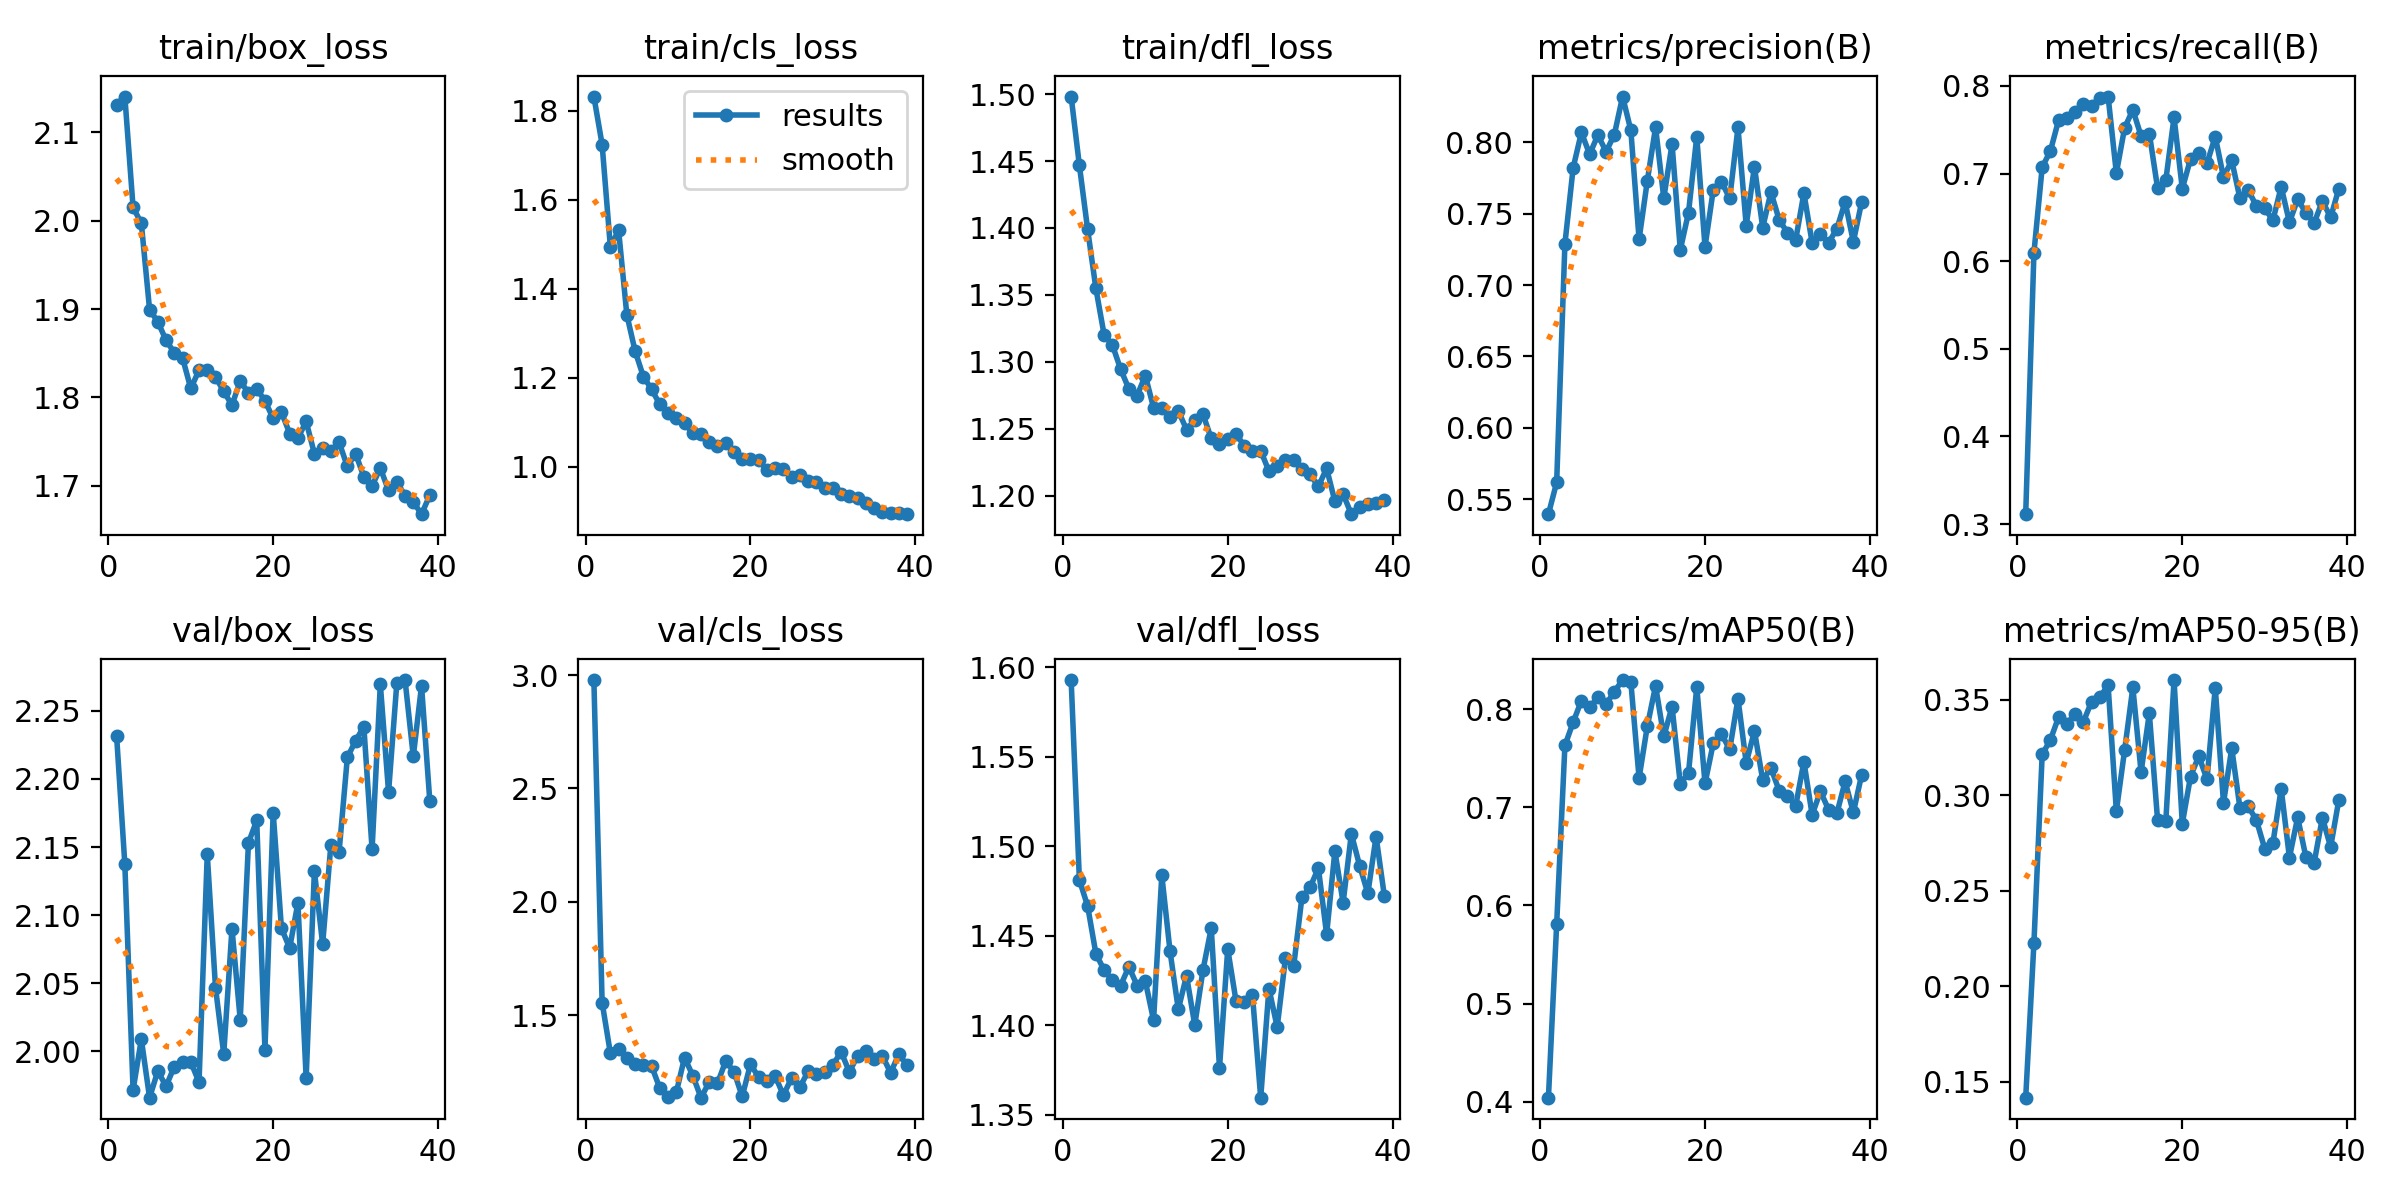 train/box_loss
2.1
2.0
1.9
1.8
1.7
0 20 40
train/cls_loss
results
smooth
1.8
1.6
1.4
1.2
1.0
0 20 40
train/dfl_loss
1.50
1.45
1.40
1.35
1.30
1.25
1.20
0 20 40
metrics/precision(B)
0.80
0.75
0.70
0.65
0.60
0.55
0 20 40
metrics/recall(B)
0.8
0.7
0.6
0.5
0.4
0.3
0 20 40
val/box_loss
2.25
2.20
2.15
2.10
2.05
2.00
0 20 40
val/cls_loss
3.0
2.5
2.0
1.5
0 20 40
val/dfl_loss
1.60
1.55
1.50
1.45
1.40
1.35
0 20 40
metrics/mAP50(B)
0.8
0.7
0.6
0.5
0.4
0 20 40
metrics/mAP50-95(B)
0.35
0.30
0.25
0.20
0.15
0 20 40